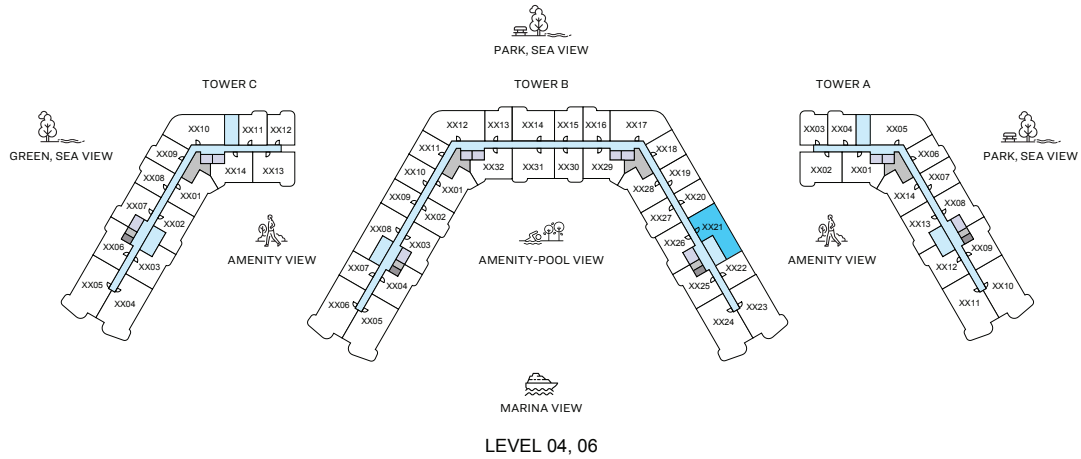 PARK, SEA VIEW
TOWER C
TOWER B
TOWER A
GREEN, SEA VIEW
PARK, SEA VIEW
XX10
XX11
XX12
XX09
XX08
XX07
XX06
XX05
XX04
XX03
XX02
XX01
XX14
XX13
AMENITY VIEW
XX12
XX13
XX14
XX15
XX16
XX17
XX11
XX10
XX09
XX08
XX07
XX06
XX05
XX04
XX03
XX02
XX01
XX32
XX31
XX30
XX29
XX28
XX27
XX26
XX25
XX24
XX18
XX19
XX20
XX21
XX22
XX23
AMENITY-POOL VIEW
XX03
XX04
XX05
XX02
XX01
XX06
XX07
XX08
XX09
XX10
XX14
XX13
XX12
XX11
AMENITY VIEW
MARINA VIEW
LEVEL 04, 06